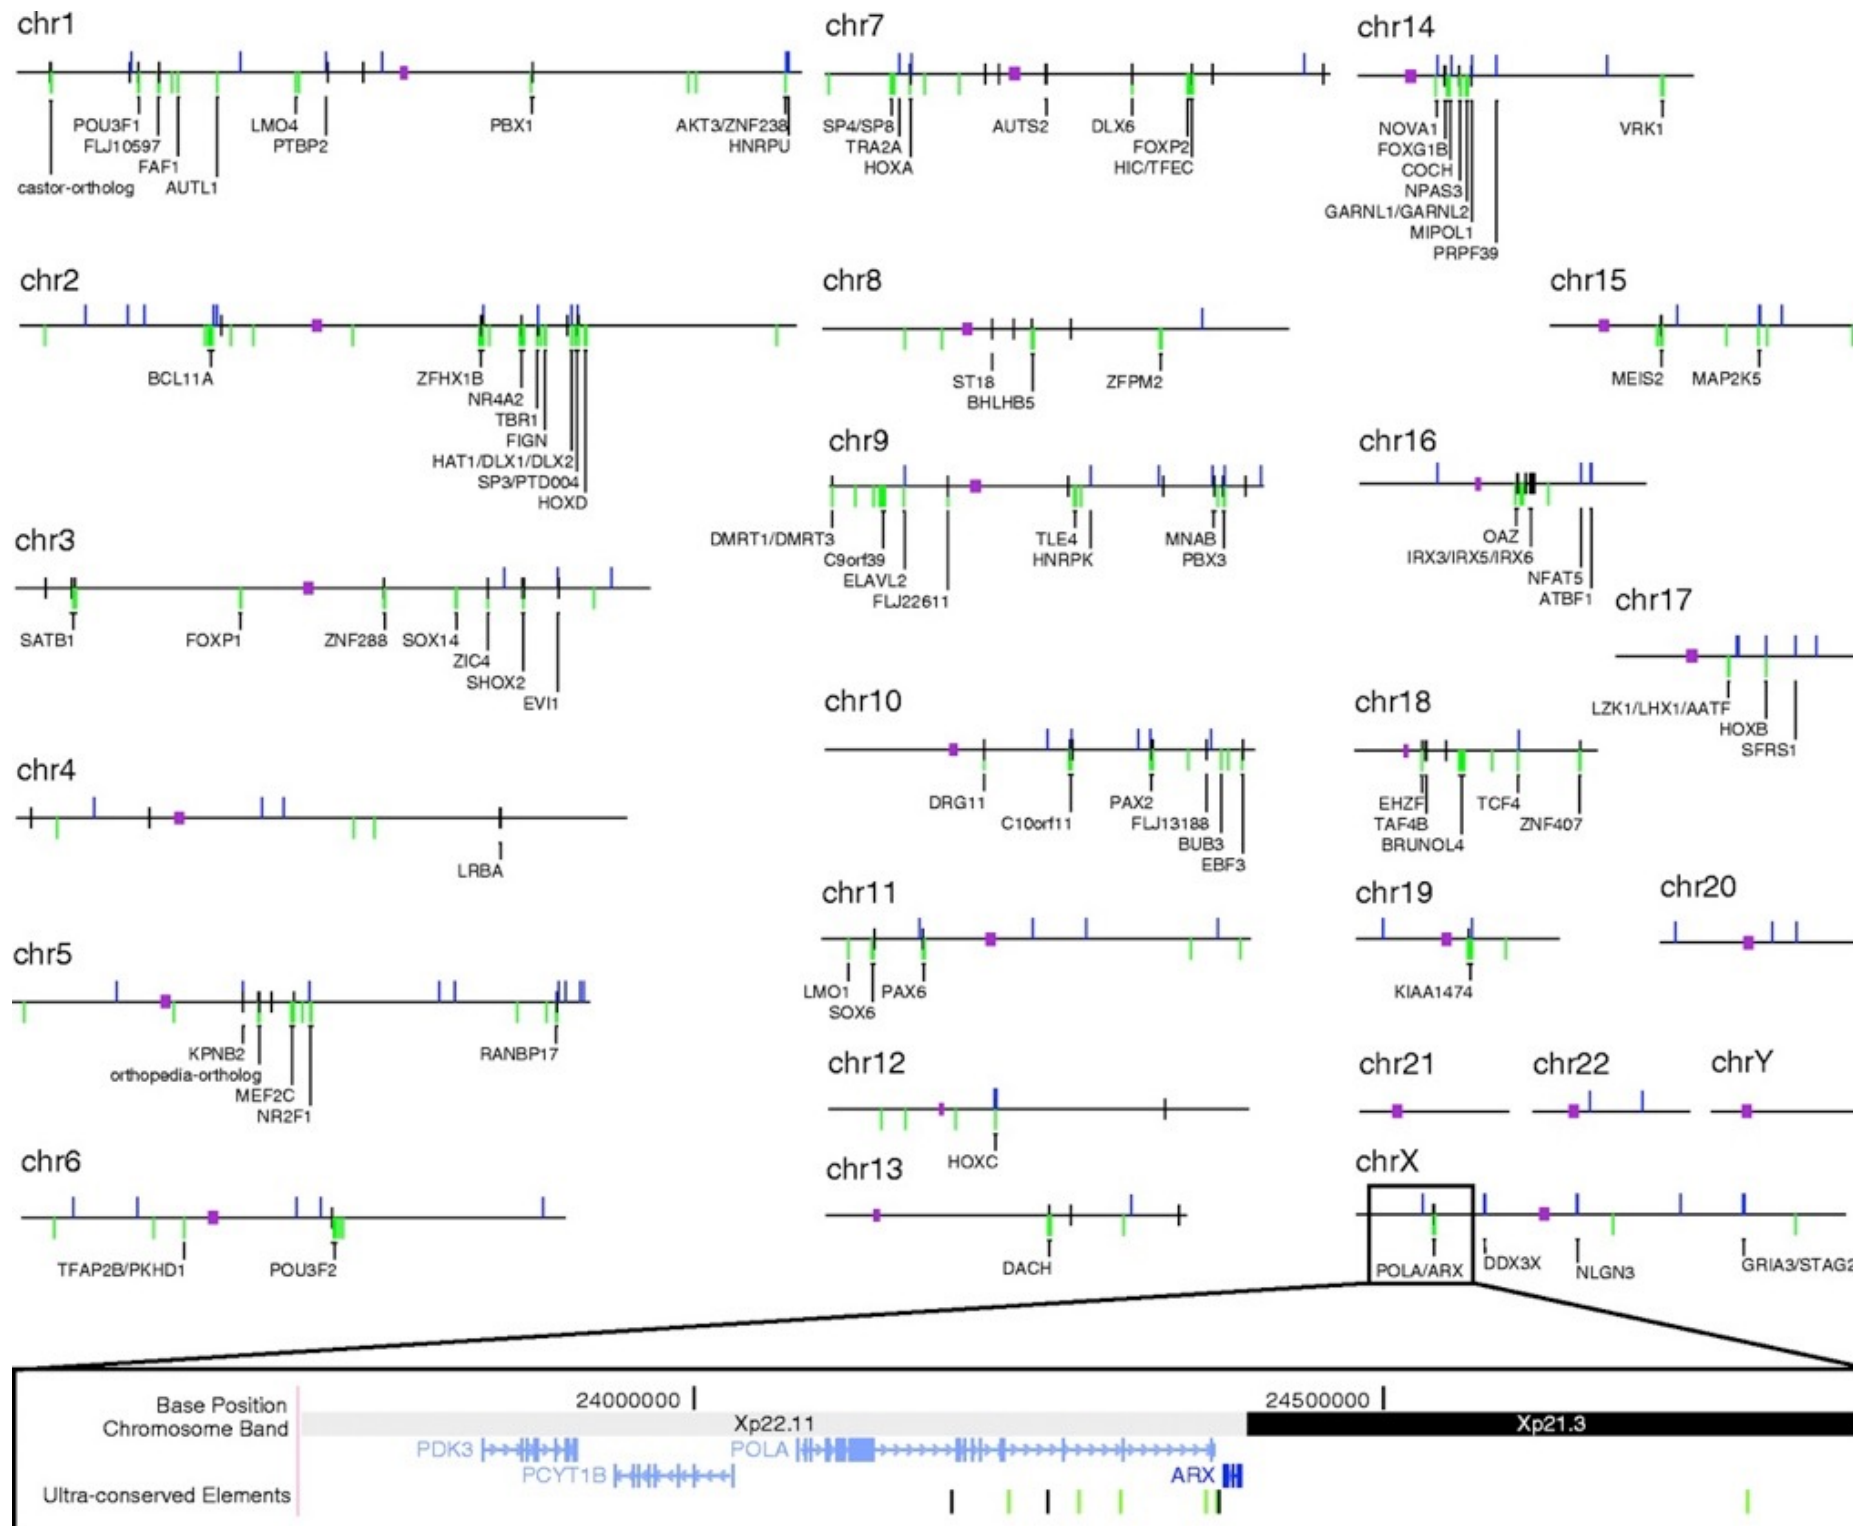 chr1
POU3F1
FLJ10597
FAF1
castor-ortholog
AUTL1
LMO4
PTBP2
PBX1
AKT3/ZNF238
HNRPU
chr7
SP4/SP8
TRA2A
HOXA
AUTS2
DLX6
FOXP2
HIC/TFEC
chr14
NOVA1
FOXG1B
COCH
NPAS3
GARNL1/GARNL2
MIPOL1
PRPF39
VRK1
chr2
BCL11A
ZFHX1B
NR4A2
TBR1
FIGN
HAT1/DLX1/DLX2
SP3/PTD004
HOXD
chr8
ST18
BHLHB5
ZFPM2
chr15
MEIS2
MAP2K5
chr9
DMRT1/DMRT3
C9orf39
ELAVL2
FLJ22611
TLE4
HNRPK
MNAB
PBX3
chr16
OAZ
IRX3/IRX5/IRX6
NFAT5
ATBF1
chr3
SATB1
FOXP1
ZNF288
SOX14
ZIC4
SHOX2
EVI1
chr17
LZK1/LHX1/AATF
HOXB
SFRS1
chr10
DRG11
C10orf11
PAX2
FLJ13188
BUB3
EBF3
chr18
EHZF
TAF4B
BRUNOL4
TCF4
ZNF407
chr4
LRBA
chr11
LMO1
SOX6
PAX6
chr19
KIAA1474
chr20
chr5
KPNB2
orthopedia-ortholog
MEF2C
NR2F1
RANBP17
chr12
HOXC
chr21
chr22
chrY
chr6
TFAP2B/PKHD1
POU3F2
chr13
DACH
chrX
POLA/ARX
DDX3X
NLGN3
GRIA3/STAG2
Base Position
24000000
24500000
Chromosome Band
Xp22.11
Xp21.3
PDK3
POLA
PCYT1B
ARX
Ultra-conserved Elements